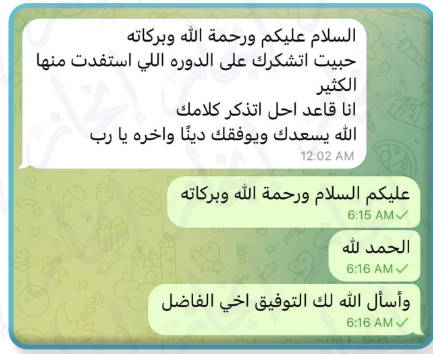 السلام عليكم ورحمة الله وبركاته
حبيت اتشكرك على الدوره اللي استفدت منها
الكثير
انا قاعد احل اتذكر كلامك
الله يسعدك ويوفقك دينًا واخره يا رب
12:02 AM
عليكم السلام ورحمة الله وبركاته
6:15 AM
الحمد لله
6:16 AM
وأسأل الله لك التوفيق اخي الفاضل
6:16 AM